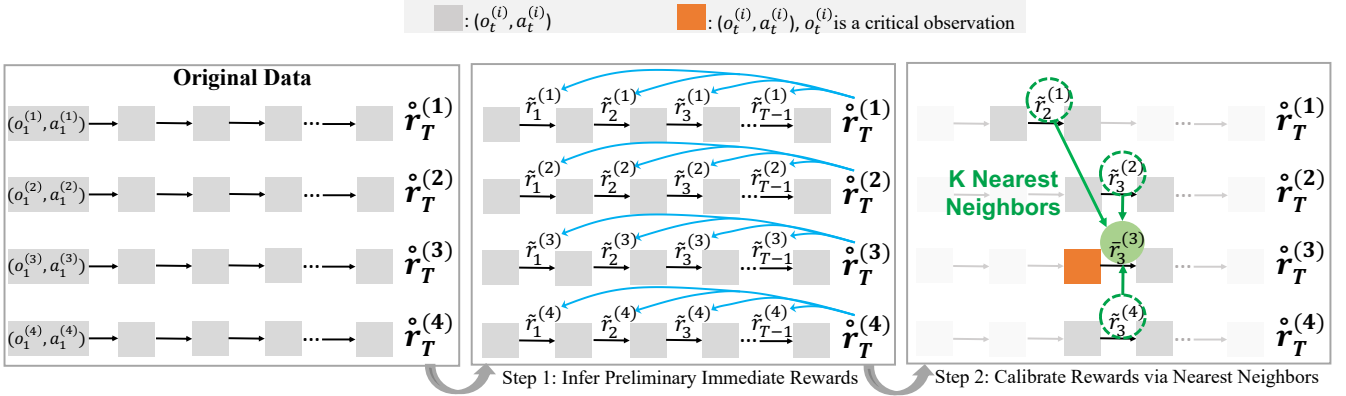 : (o_t^{(i)}, a_t^{(i)})
: (o_t^{(i)}, a_t^{(i)}), o_t^{(i)} is a critical observation
Original Data
(o_1^{(1)}, a_1^{(1)}) ... r̊_T^{(1)}
(o_1^{(2)}, a_1^{(2)}) ... r̊_T^{(2)}
(o_1^{(3)}, a_1^{(3)}) ... r̊_T^{(3)}
(o_1^{(4)}, a_1^{(4)}) ... r̊_T^{(4)}
r̃_1^{(1)} r̃_2^{(1)} r̃_3^{(1)} r̃_{T−1}^{(1)} ... r̊_T^{(1)}
r̃_1^{(2)} r̃_2^{(2)} r̃_3^{(2)} r̃_{T−1}^{(2)} ... r̊_T^{(2)}
r̃_1^{(3)} r̃_2^{(3)} r̃_3^{(3)} r̃_{T−1}^{(3)} ... r̊_T^{(3)}
r̃_1^{(4)} r̃_2^{(4)} r̃_3^{(4)} r̃_{T−1}^{(4)} ... r̊_T^{(4)}
Step 1: Infer Preliminary Immediate Rewards
r̃_2^{(1)} ... r̊_T^{(1)}
r̃_3^{(2)} ... r̊_T^{(2)}
K Nearest
Neighbors
r̄_3^{(3)} ... r̊_T^{(3)}
r̃_3^{(4)} ... r̊_T^{(4)}
Step 2: Calibrate Rewards via Nearest Neighbors